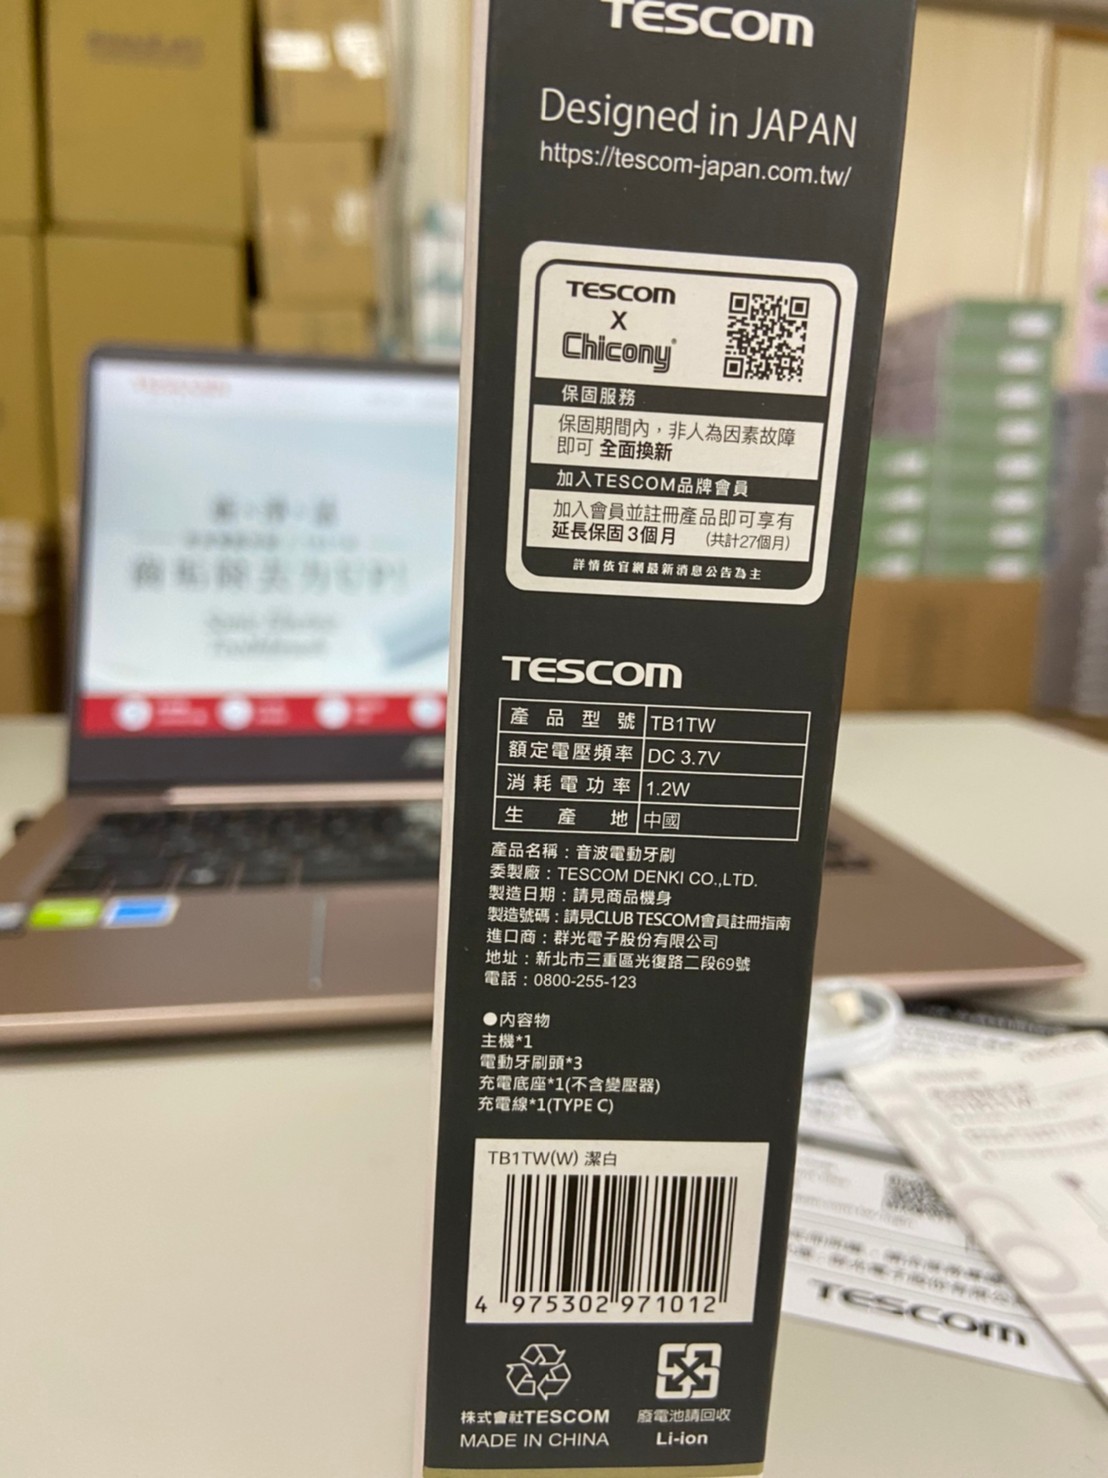 TESCOM
Designed in JAPAN
https://tescom-japan.com.tw/
TESCOM
X
Chicony®
保固服務
保固期間內，非人為因素故障
即可 全面換新
加入TESCOM品牌會員
加入會員並註冊產品即可享有
延長保固3個月 (共計27個月)
詳情依官網最新消息公告為主
TESCOM
產品型號 TB1TW
額定電壓頻率 DC 3.7V
消耗電功率 1.2W
生產地 中國
產品名稱：音波電動牙刷
委製廠：TESCOM DENKI CO.,LTD.
製造日期：請見商品機身
製造號碼：請見CLUB TESCOM會員註冊指南
進口商：群光電子股份有限公司
地址：新北市三重區光復路二段69號
電話：0800-255-123
●內容物
主機*1
電動牙刷頭*3
充電底座*1(不含變壓器)
充電線*1(TYPE C)
TB1TW(W) 潔白
4 975302 971012
株式會社TESCOM
MADE IN CHINA
廢電池請回收
Li-ion
TESCOM